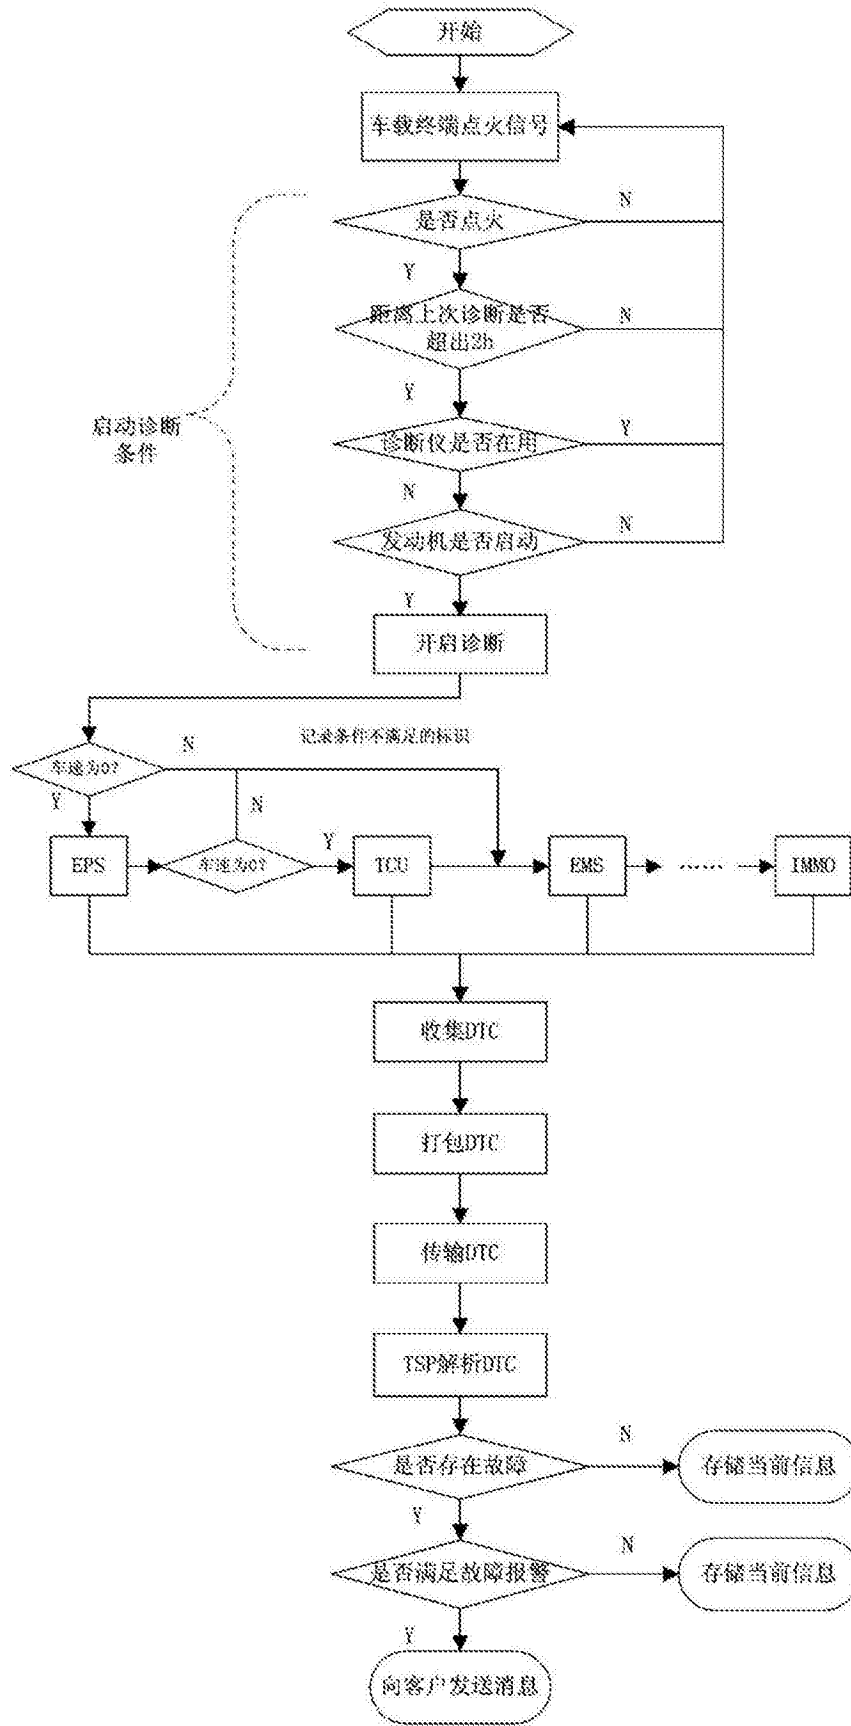 开始
车载终端点火信号
是否点火
N
Y
距离上次诊断是否
超出2h
N
Y
诊断仪是否在用
Y
N
发动机是否启动
N
Y
启动诊断
条件
开启诊断
记录条件不满足的标识
车速为0?
N
Y
N
EPS
车速为0?
Y
TCU
EMS
······
IMMO
收集DTC
打包DTC
传输DTC
TSP解析DTC
是否存在故障
N
存储当前信息
Y
是否满足故障报警
N
存储当前信息
Y
向客户发送消息